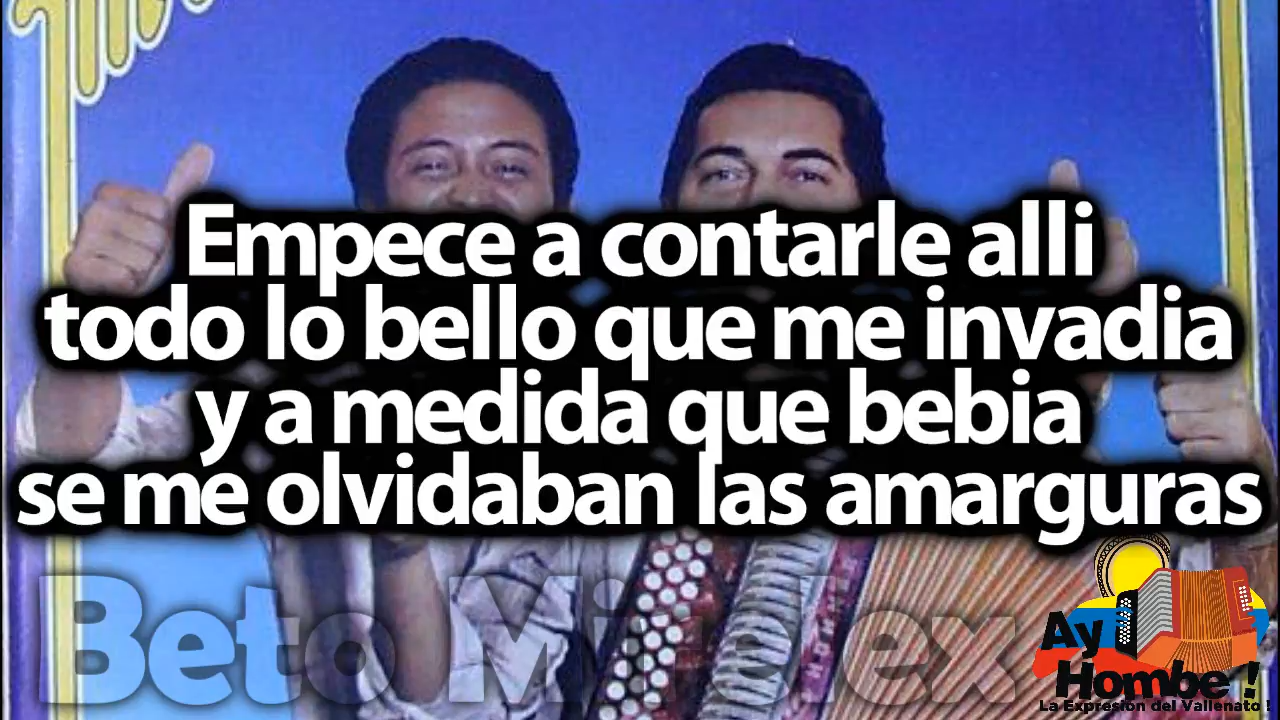 Empece a contarle alli
todo lo bello que me invadia
y a medida que bebia
se me olvidaban las amarguras
HOHNER
Ay
Hombe !
La Expresión del Vallenato !